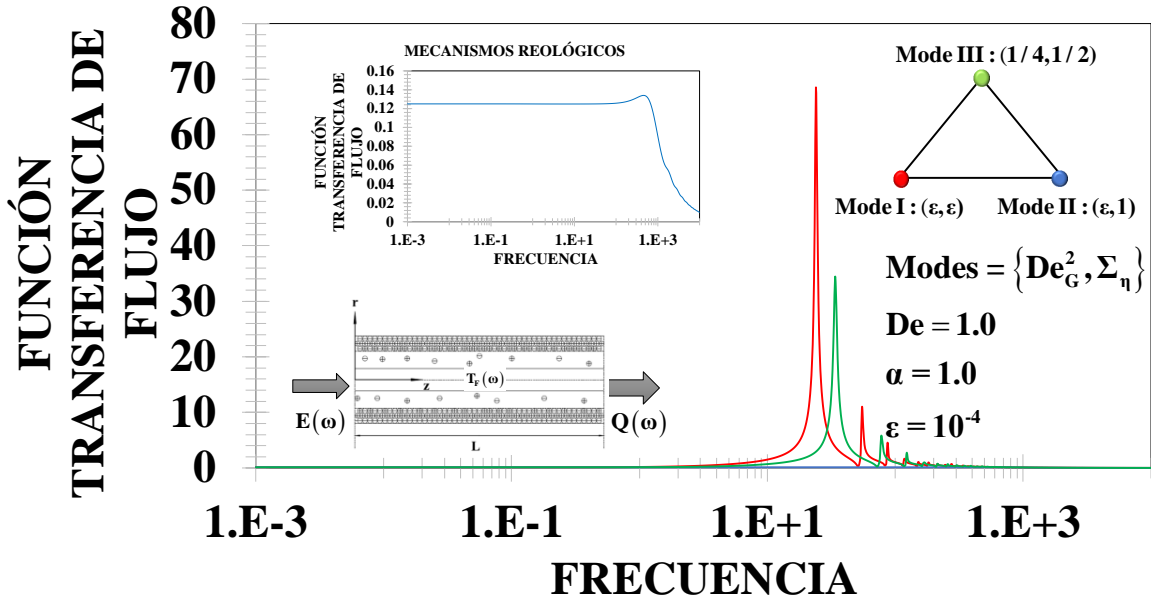 FUNCIÓN
TRANSFERENCIA DE
FLUJO
80
70
60
50
40
30
20
10
0
1.E-3
1.E-1
1.E+1
1.E+3
FRECUENCIA
MECANISMOS REOLÓGICOS
FUNCIÓN
TRANSFERENCIA DE
FLUJO
0.16
0.14
0.12
0.1
0.08
0.06
0.04
0.02
0
1.E-3
1.E-1
1.E+1
1.E+3
FRECUENCIA
r
z
T_F(ω)
E(ω)
Q(ω)
L
Mode III : (1/4,1/2)
Mode I : (ε,ε)
Mode II : (ε,1)
Modes = {De_G^2, Σ_η}
De = 1.0
α = 1.0
ε = 10^-4